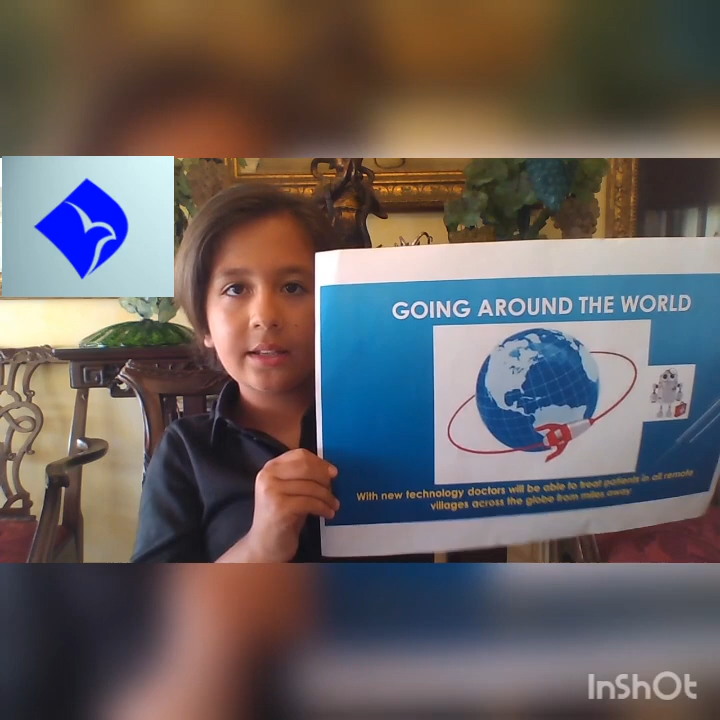 GOING AROUND THE WORLD
With new technology doctors will be able to treat patients in all remote
villages across the globe from miles away
InShOt